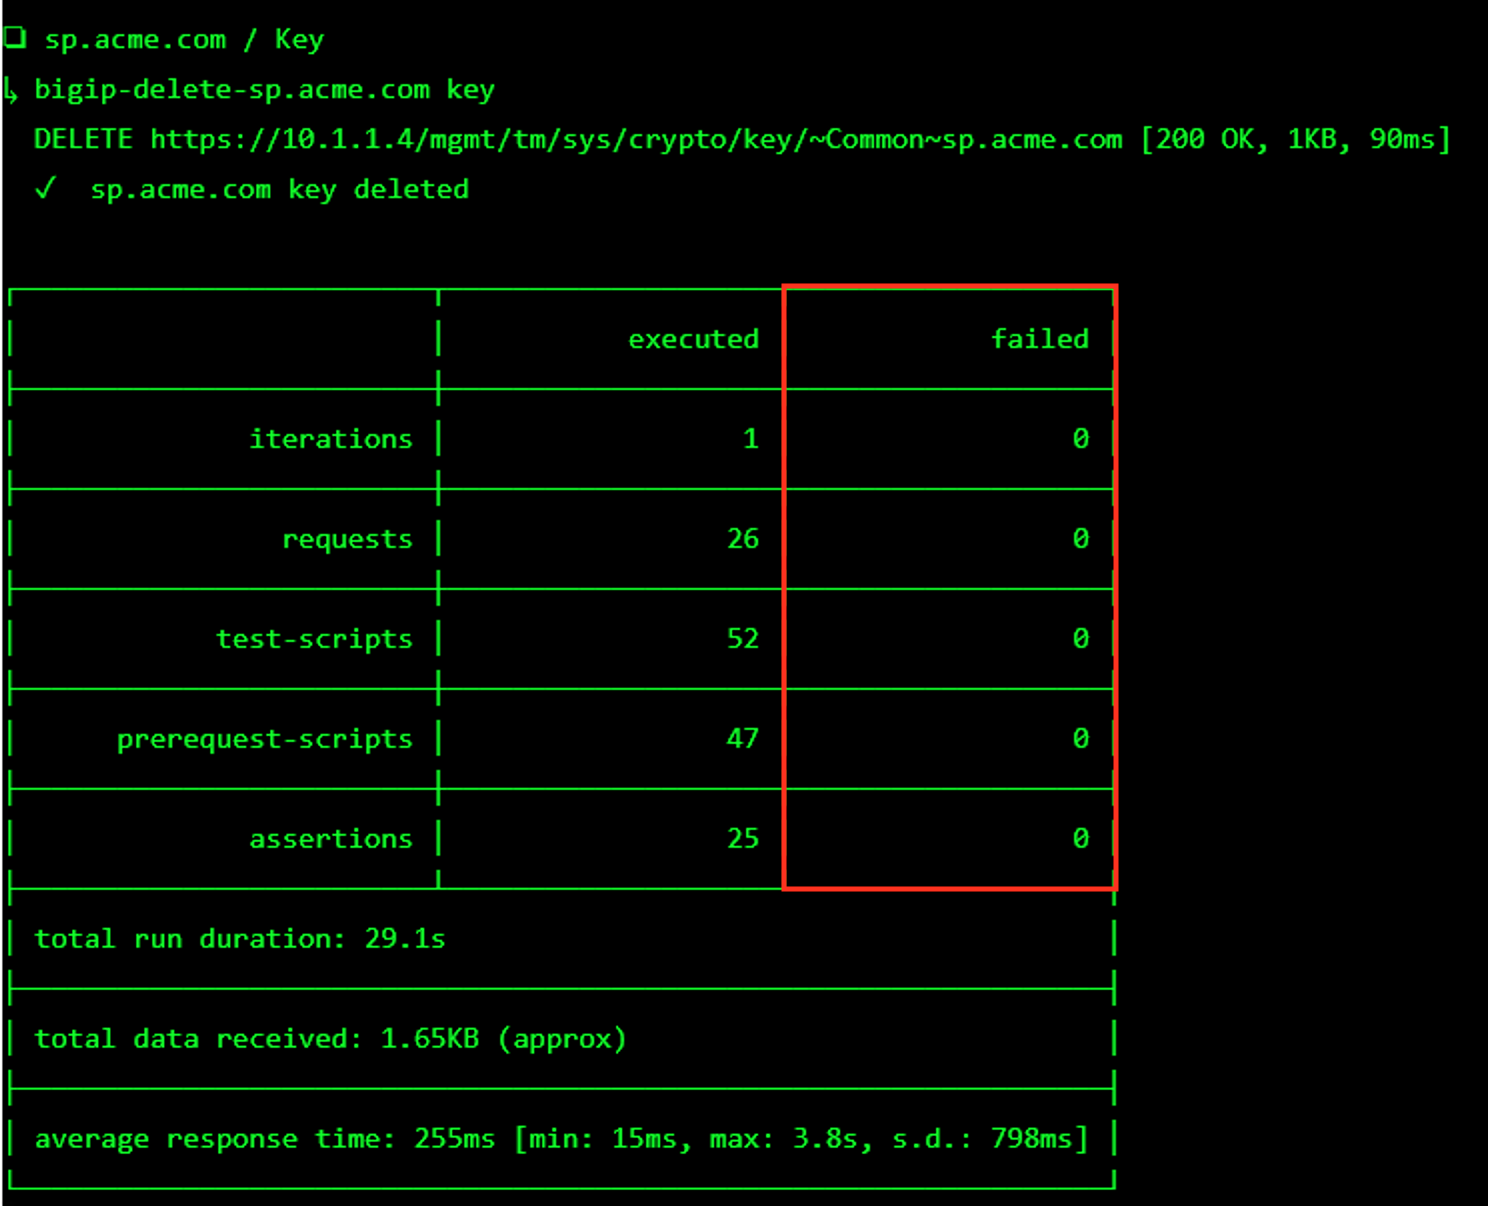 ❏ sp.acme.com / Key
↳ bigip-delete-sp.acme.com key
DELETE https://10.1.1.4/mgmt/tm/sys/crypto/key/~Common~sp.acme.com [200 OK, 1KB, 90ms]
✓ sp.acme.com key deleted
executed failed
iterations 1 0
requests 26 0
test-scripts 52 0
prerequest-scripts 47 0
assertions 25 0
total run duration: 29.1s
total data received: 1.65KB (approx)
average response time: 255ms [min: 15ms, max: 3.8s, s.d.: 798ms]